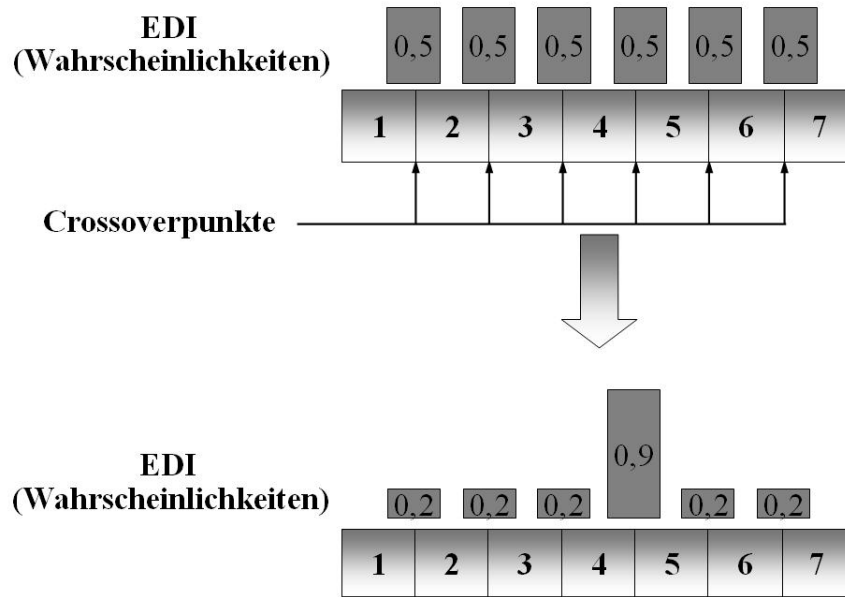 EDI
(Wahrscheinlichkeiten)
0,5 0,5 0,5 0,5 0,5 0,5
1 2 3 4 5 6 7
Crossoverpunkte
EDI
(Wahrscheinlichkeiten)
0,9
0,2 0,2 0,2 0,2 0,2
1 2 3 4 5 6 7